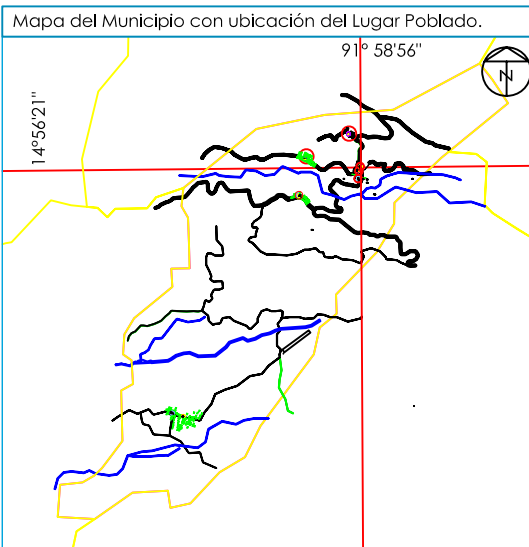 Mapa del Municipio con ubicación del Lugar Poblado.
91° 58'56"
14°56'21"
N